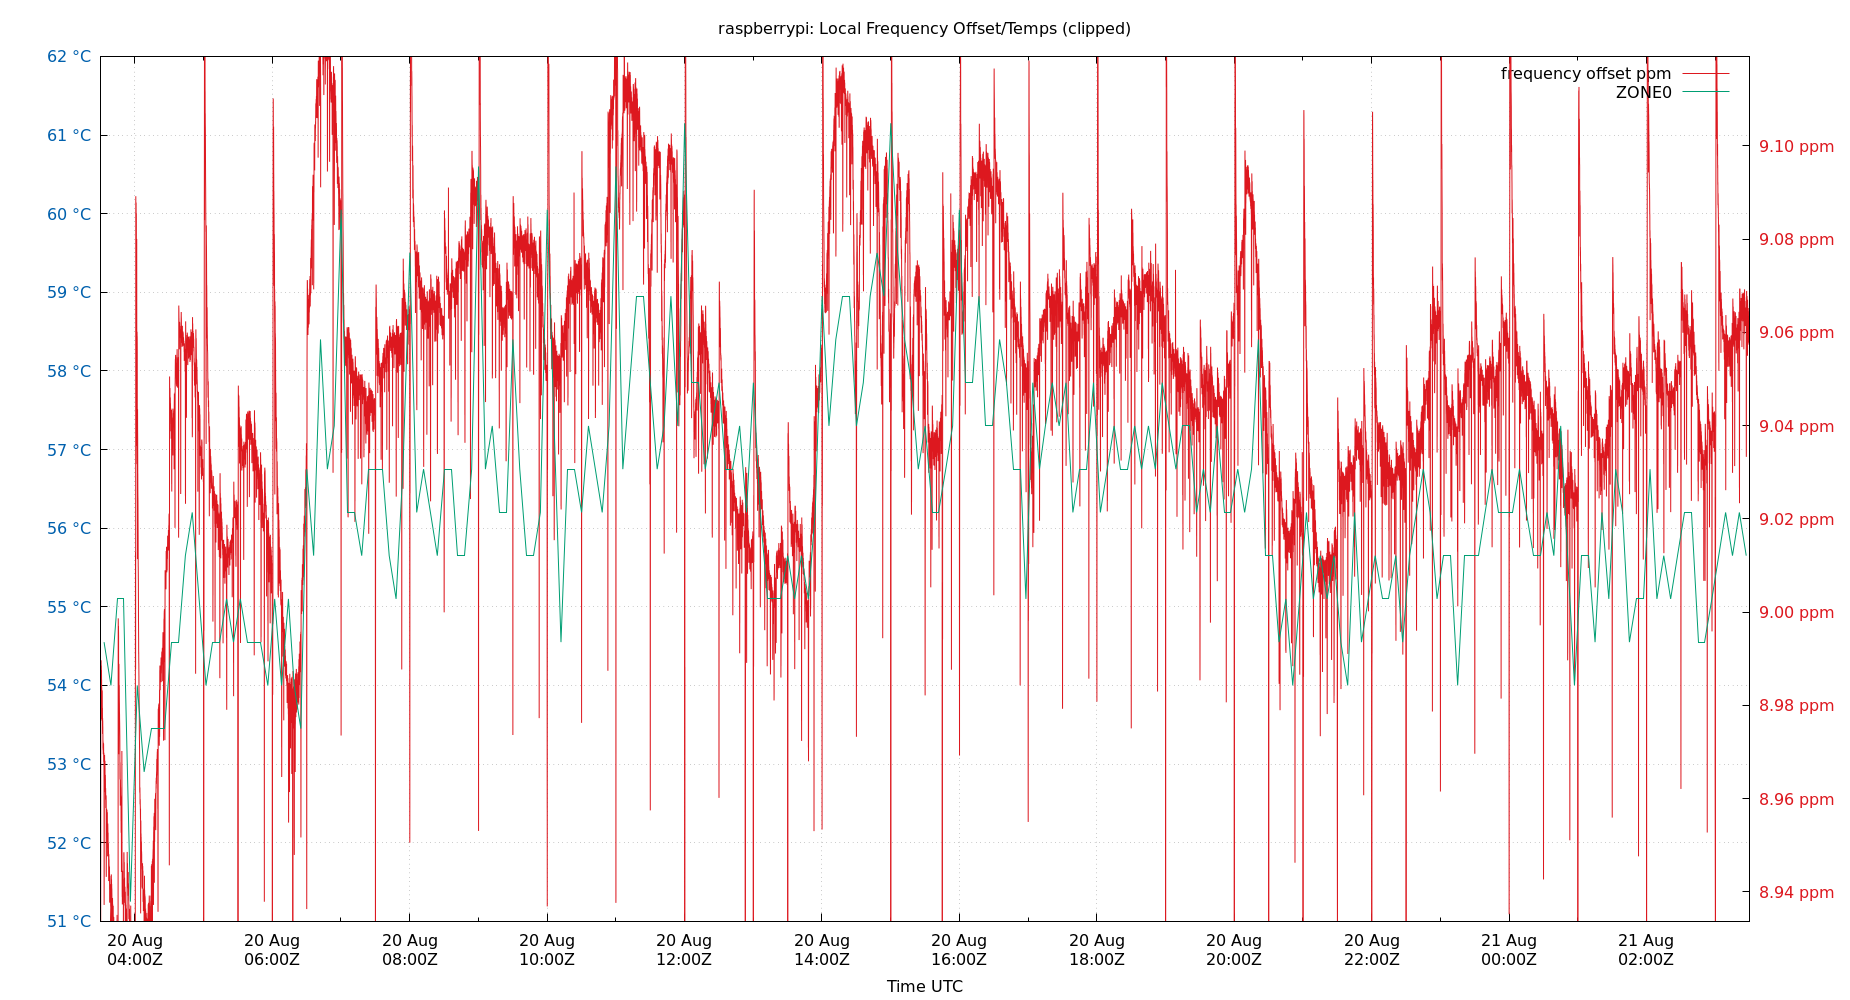 raspberrypi: Local Frequency Offset/Temps (clipped)
frequency offset ppm
ZONE0
62 °C
61 °C
60 °C
59 °C
58 °C
57 °C
56 °C
55 °C
54 °C
53 °C
52 °C
51 °C
9.10 ppm
9.08 ppm
9.06 ppm
9.04 ppm
9.02 ppm
9.00 ppm
8.98 ppm
8.96 ppm
8.94 ppm
20 Aug 20 Aug 20 Aug 20 Aug 20 Aug 20 Aug 20 Aug 20 Aug 20 Aug 20 Aug 21 Aug 21 Aug
04:00Z 06:00Z 08:00Z 10:00Z 12:00Z 14:00Z 16:00Z 18:00Z 20:00Z 22:00Z 00:00Z 02:00Z
Time UTC